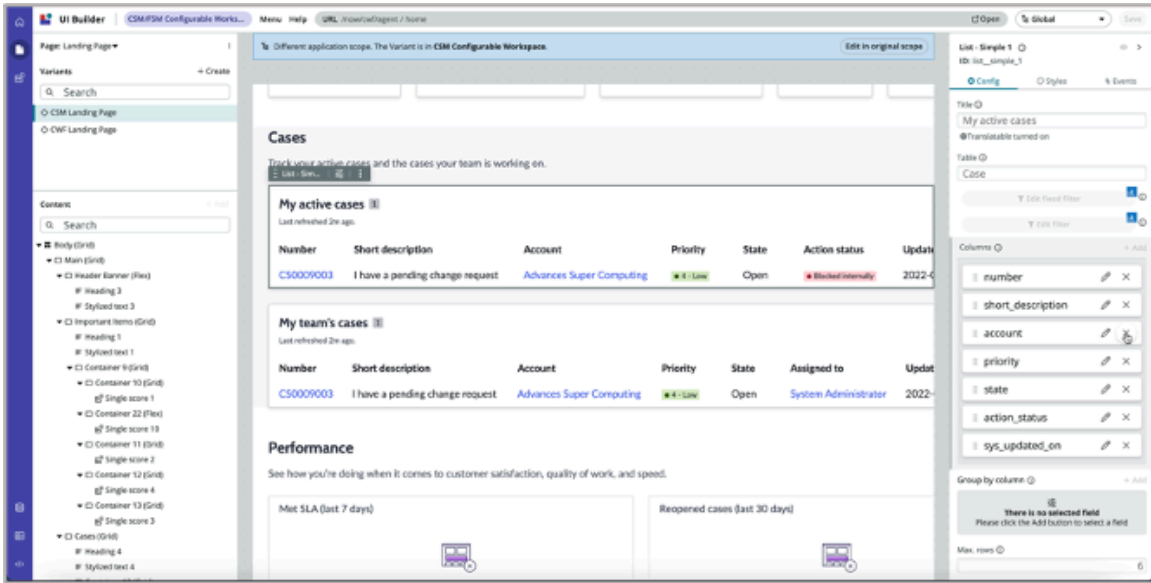 UI Builder
CSM/FSM Configurable Works...
Menu
Help
URL /now/cwf/agent / home
Open
Global
Save
Page: Landing Page
Variants
+ Create
Search
CSM Landing Page
CWF Landing Page
Content
+ Add
Search
Body (Grid)
Main (Grid)
Header Banner (Flex)
Heading 3
Stylized text 3
Important Items (Grid)
Heading 1
Stylized text 1
Container 9 (Grid)
Container 10 (Grid)
Single score 1
Container 22 (Flex)
Single score 10
Container 11 (Grid)
Single score 2
Container 12 (Grid)
Single score 4
Container 13 (Grid)
Single score 3
Cases (Grid)
Heading 4
Stylized text 4
Different application scope. The Variant is in CSM Configurable Workspace.
Edit in original scope
Cases
Track your active cases and the cases your team is working on.
List - Sim...
My active cases 1
Last refreshed 2m ago.
Number Short description Account Priority State Action status Update
CS0009003 I have a pending change request Advances Super Computing 4 - Low Open Blocked internally 2022-0
My team's cases 1
Last refreshed 2m ago.
Number Short description Account Priority State Assigned to Updat
CS0009003 I have a pending change request Advances Super Computing 4 - Low Open System Administrator 2022-
Performance
See how you're doing when it comes to customer satisfaction, quality of work, and speed.
Met SLA (last 7 days)
Reopened cases (last 30 days)
List - Simple 1
ID: list_simple_1
Config
Styles
Events
Title
My active cases
Translatable turned on
Table
Case
Edit fixed filter
Edit filter
Columns
+ Add
number
short_description
account
priority
state
action_status
sys_updated_on
Group by column
+ Add
There is no selected field
Please click the Add button to select a field
Max. rows
6